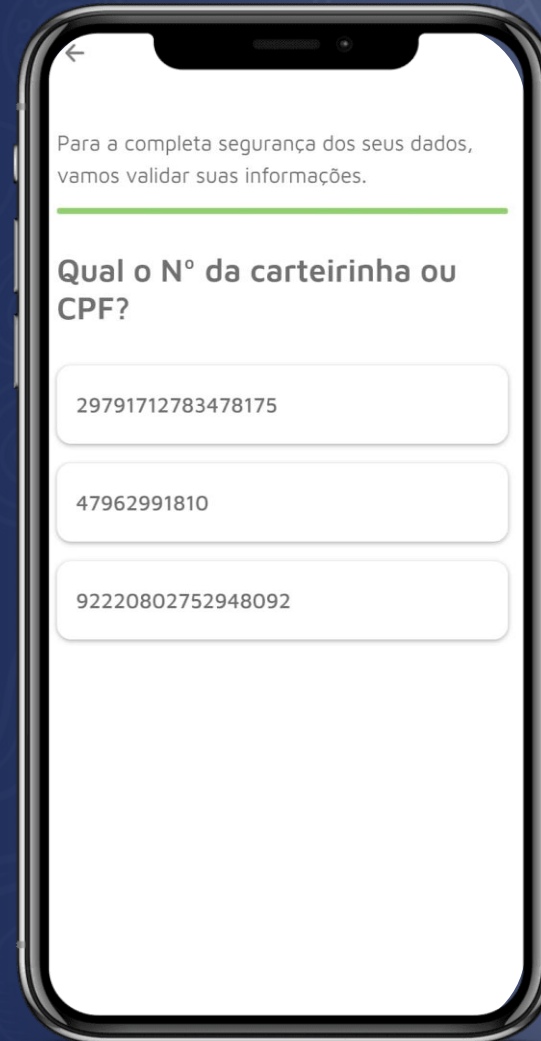 Para a completa segurança dos seus dados,
vamos validar suas informações.
Qual o Nº da carteirinha ou
CPF?
29791712783478175
47962991810
92220802752948092